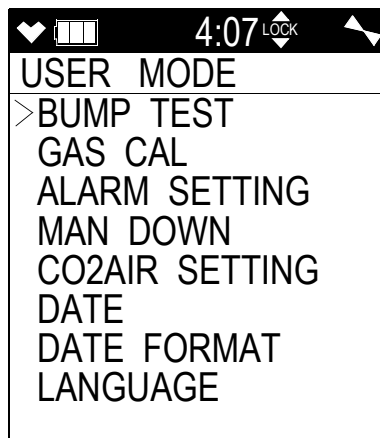 4:07 LOCK
USER MODE
>BUMP TEST
GAS CAL
ALARM SETTING
MAN DOWN
CO2AIR SETTING
DATE
DATE FORMAT
LANGUAGE